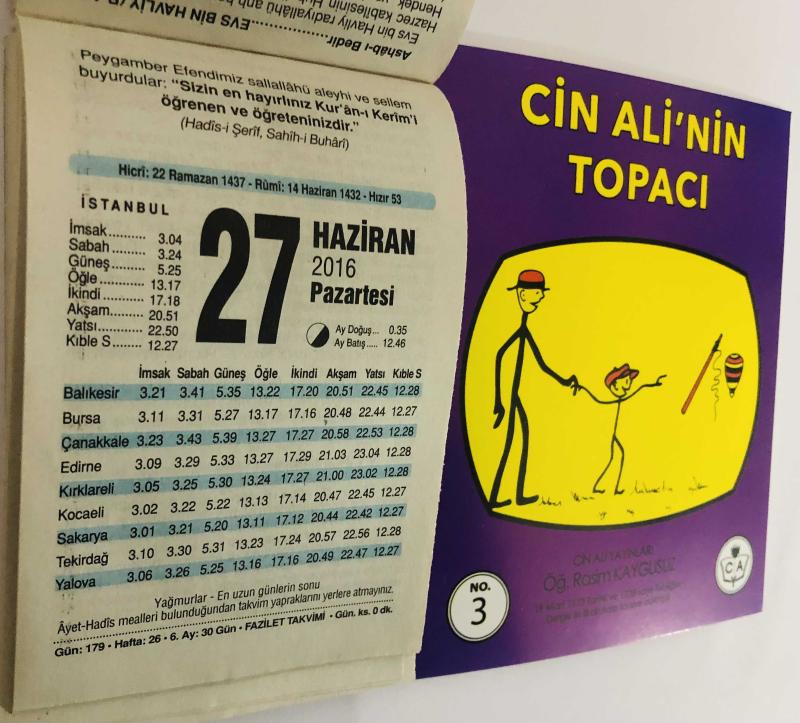 Ashâb-ı Bedir
EVS BİN HAVLİY
Evs bin Havliy radıyallâhü anh
Hazrec kabilesinin
Hendek
Peygamber Efendimiz sallallâhü aleyhi ve sellem
buyurdular: “Sizin en hayırlınız Kur'ân-ı Kerîm'i
öğrenen ve öğreteninizdir.”
(Hadîs-i Şerîf, Sahîh-i Buhârî)
Hicrî: 22 Ramazan 1437 - Rûmî: 14 Haziran 1432 - Hızır 53
İSTANBUL
İmsak.......... 3.04
Sabah.......... 3.24
Güneş.......... 5.25
Öğle.......... 13.17
İkindi.......... 17.18
Akşam.......... 20.51
Yatsı.......... 22.50
Kıble S....... 12.27
27
HAZİRAN
2016
Pazartesi
Ay Doğuş... 0.35
Ay Batış..... 12.46
İmsak Sabah Güneş Öğle İkindi Akşam Yatsı Kıble S
Balıkesir 3.21 3.41 5.35 13.22 17.20 20.51 22.45 12.28
Bursa 3.11 3.31 5.27 13.17 17.16 20.48 22.44 12.27
Çanakkale 3.23 3.43 5.39 13.27 17.27 20.58 22.53 12.28
Edirne 3.09 3.29 5.33 13.27 17.29 21.03 23.04 12.28
Kırklareli 3.05 3.25 5.30 13.24 17.27 21.00 23.02 12.28
Kocaeli 3.02 3.22 5.22 13.13 17.14 20.47 22.45 12.27
Sakarya 3.01 3.21 5.20 13.11 17.12 20.44 22.42 12.27
Tekirdağ 3.10 3.30 5.31 13.23 17.24 20.57 22.56 12.28
Yalova 3.06 3.26 5.25 13.16 17.16 20.49 22.47 12.27
Yağmurlar - En uzun günlerin sonu
Âyet-Hadîs mealleri bulunduğundan takvim yapraklarını yerlere atmayınız.
Gün: 179 • Hafta: 26 • 6. Ay: 30 Gün • FAZİLET TAKVİMİ • Gün. ks. 0 dk.
CİN ALİ'NİN
TOPACI
CİN ALİ YAYINLARI
Öğ. Rasim KAYGUSUZ
NO.
3
C A
Y